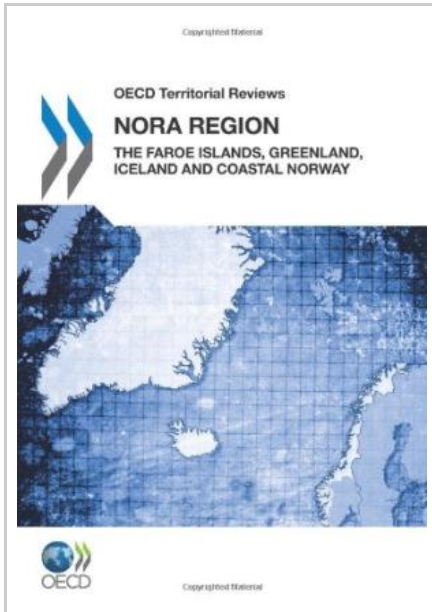 Copyrighted Material
OECD Territorial Reviews
NORA REGION
THE FAROE ISLANDS, GREENLAND,
ICELAND AND COASTAL NORWAY
OECD
Copyrighted Material